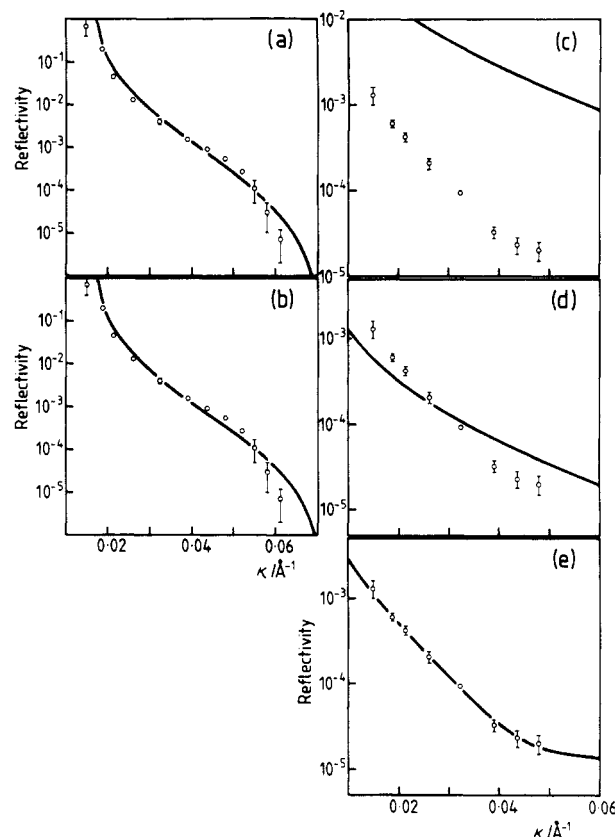 (a)
Reflectivity
10⁻¹
10⁻²
10⁻³
10⁻⁴
10⁻⁵
(b)
Reflectivity
10⁻¹
10⁻²
10⁻³
10⁻⁴
10⁻⁵
0·02 0·04 0·06
κ /Å⁻¹
(c)
10⁻²
10⁻³
10⁻⁴
10⁻⁵
(d)
10⁻³
10⁻⁴
10⁻⁵
(e)
Reflectivity
10⁻³
10⁻⁴
10⁻⁵
0·02 0·04 0·06
κ /Å⁻¹